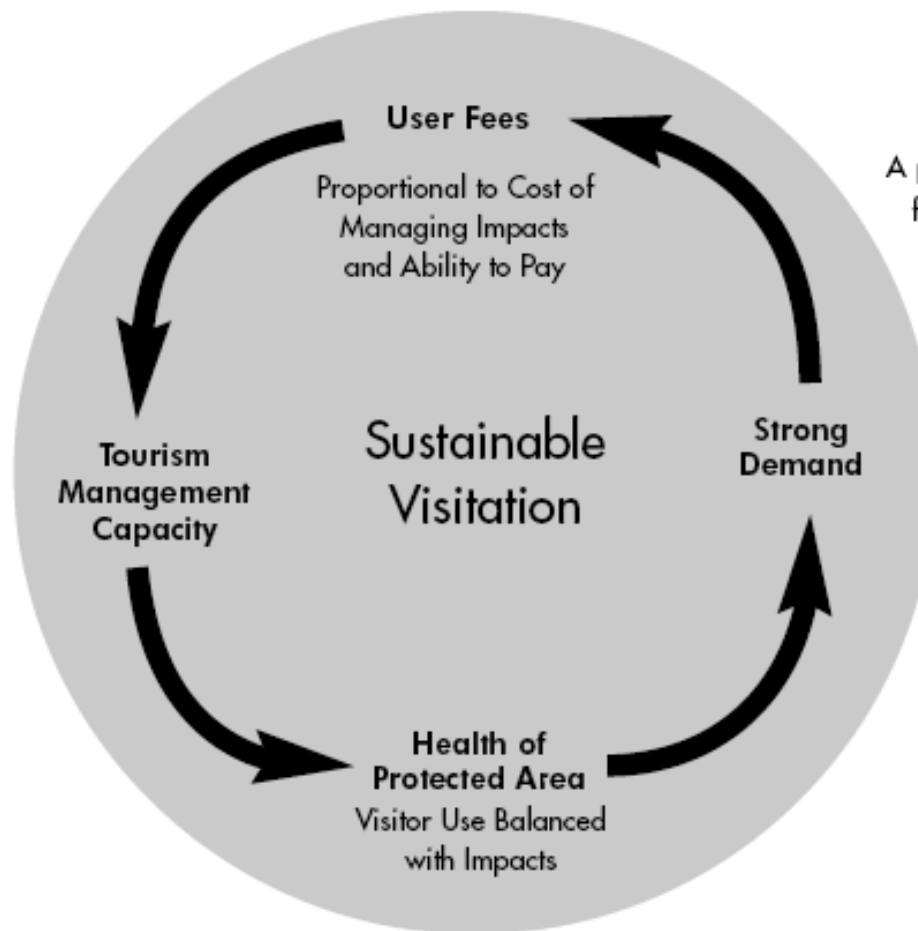 User Fees
Proportional to Cost of
Managing Impacts
and Ability to Pay
A
f
Tourism
Management
Capacity
Sustainable
Visitation
Strong
Demand
Health of
Protected Area
Visitor Use Balanced
with Impacts